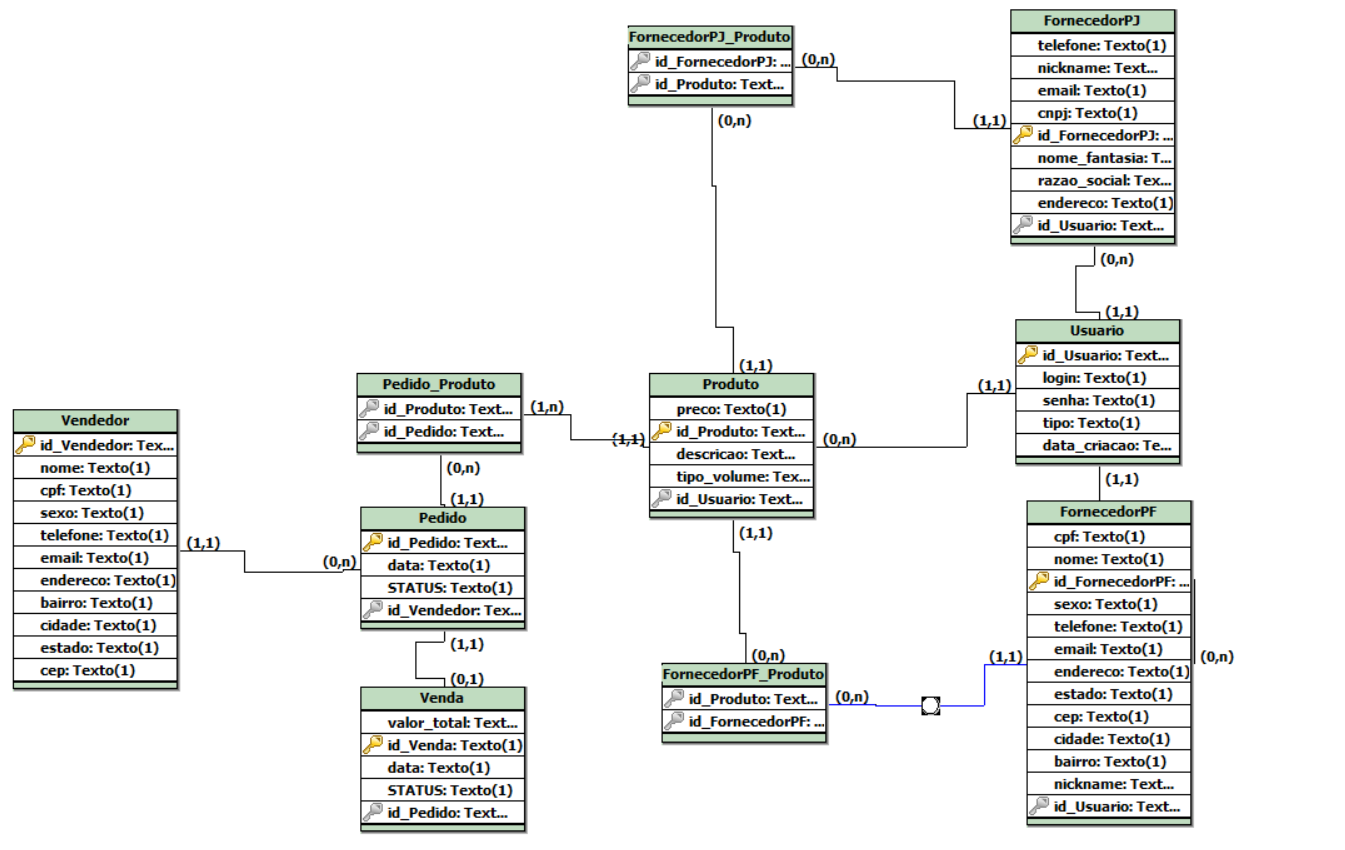 FornecedorPJ_Produto
id_FornecedorPJ: ...
id_Produto: Text...
(0,n)
(0,n)
FornecedorPJ
telefone: Texto(1)
nickname: Text...
email: Texto(1)
cnpj: Texto(1)
id_FornecedorPJ: ...
nome_fantasia: T...
razao_social: Tex...
endereco: Texto(1)
id_Usuario: Text...
(1,1)
(0,n)
(1,1)
Usuario
id_Usuario: Text...
login: Texto(1)
senha: Texto(1)
tipo: Texto(1)
data_criacao: Te...
(1,1)
(1,1)
(1,1)
Produto
preco: Texto(1)
id_Produto: Text...
descricao: Text...
tipo_volume: Tex...
id_Usuario: Text...
(0,n)
(1,1)
(1,1)
Pedido_Produto
id_Produto: Text...
id_Pedido: Text...
(1,n)
(0,n)
(1,1)
Vendedor
id_Vendedor: Tex...
nome: Texto(1)
cpf: Texto(1)
sexo: Texto(1)
telefone: Texto(1)
email: Texto(1)
endereco: Texto(1)
bairro: Texto(1)
cidade: Texto(1)
estado: Texto(1)
cep: Texto(1)
(1,1)
(0,n)
Pedido
id_Pedido: Text...
data: Texto(1)
STATUS: Texto(1)
id_Vendedor: Tex...
(1,1)
(0,1)
Venda
valor_total: Text...
id_Venda: Texto(1)
data: Texto(1)
STATUS: Texto(1)
id_Pedido: Text...
(0,n)
FornecedorPF_Produto
id_Produto: Text...
id_FornecedorPF: ...
(0,n)
(1,1)
FornecedorPF
cpf: Texto(1)
nome: Texto(1)
id_FornecedorPF: ...
sexo: Texto(1)
telefone: Texto(1)
email: Texto(1)
endereco: Texto(1)
estado: Texto(1)
cep: Texto(1)
cidade: Texto(1)
bairro: Texto(1)
nickname: Text...
id_Usuario: Text...
(0,n)